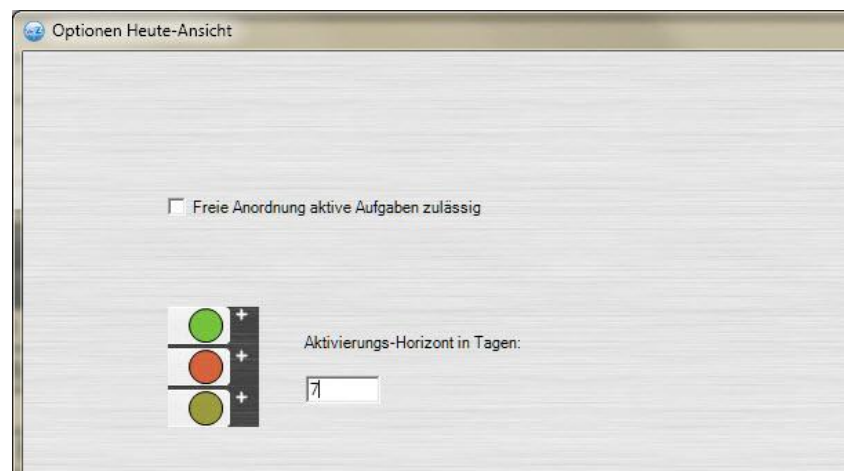 Optionen Heute-Ansicht
Freie Anordnung aktive Aufgaben zulässig
+
+
Aktivierungs-Horizont in Tagen:
7
+